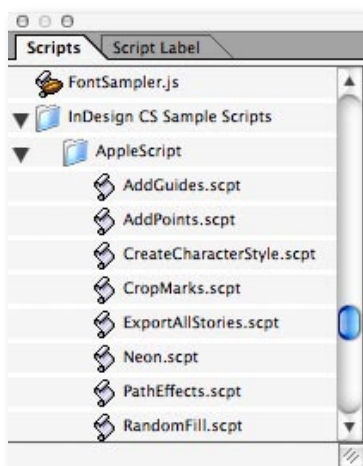 Scripts Script Label
FontSampler.js
InDesign CS Sample Scripts
AppleScript
AddGuides.scpt
AddPoints.scpt
CreateCharacterStyle.scpt
CropMarks.scpt
ExportAllStories.scpt
Neon.scpt
PathEffects.scpt
RandomFill.scpt